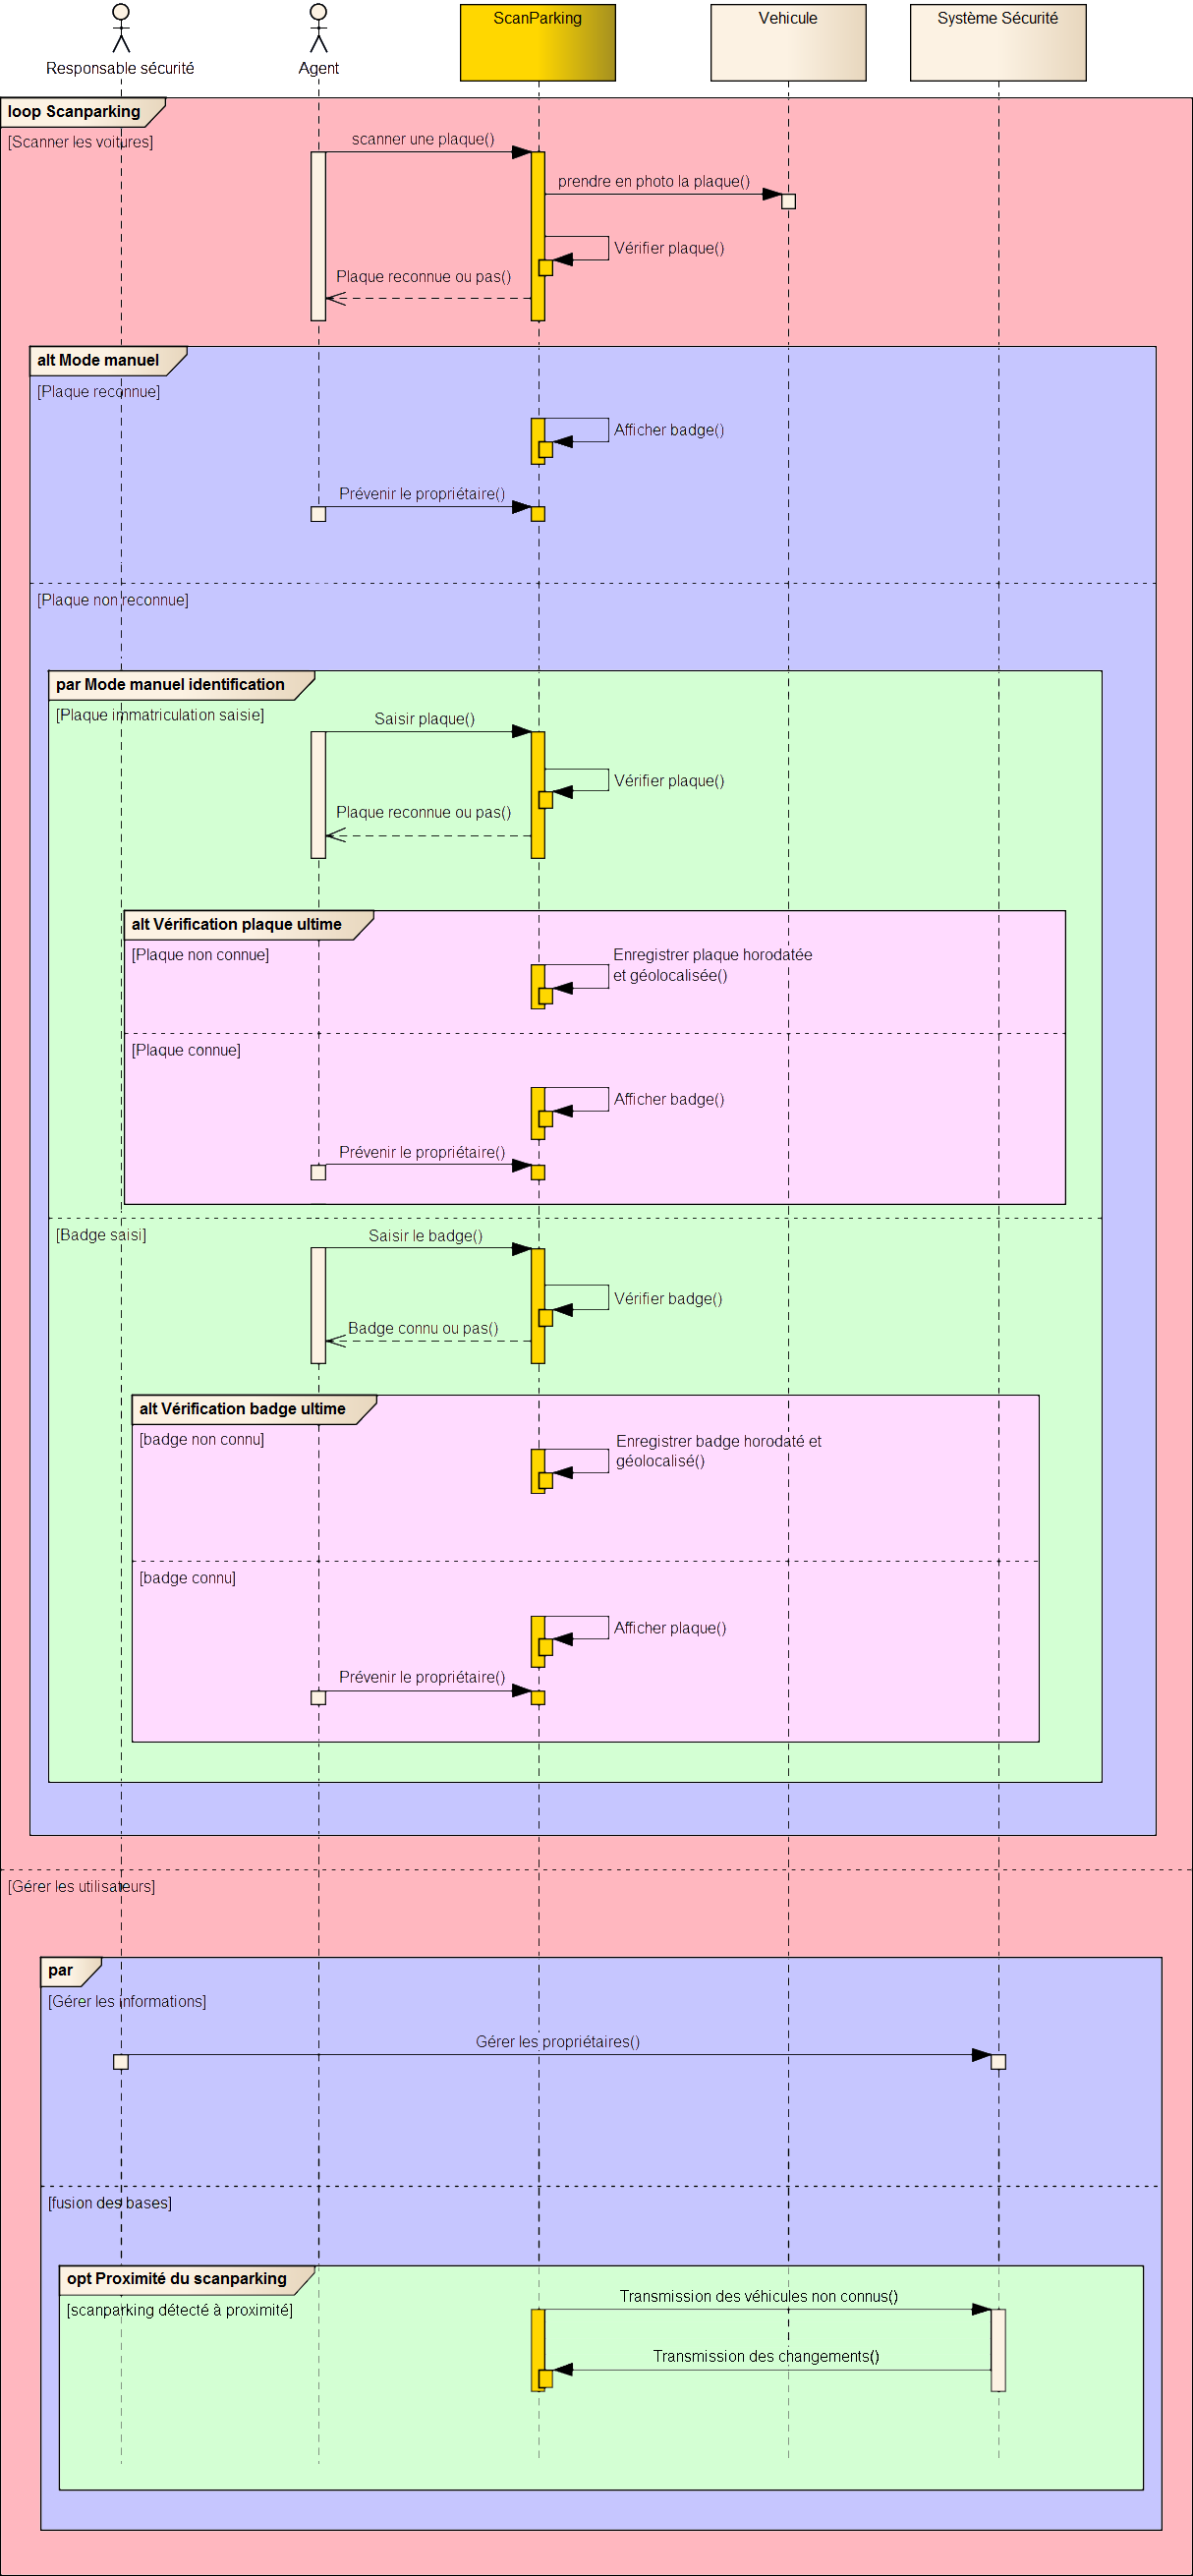 Responsable sécurité
Agent
ScanParking
Vehicule
Système Sécurité
loop Scanparking
[Scanner les voitures]
scanner une plaque()
prendre en photo la plaque()
Vérifier plaque()
Plaque reconnue ou pas()
alt Mode manuel
[Plaque reconnue]
Afficher badge()
Prévenir le propriétaire()
[Plaque non reconnue]
par Mode manuel identification
[Plaque immatriculation saisie]
Saisir plaque()
Vérifier plaque()
Plaque reconnue ou pas()
alt Vérification plaque ultime
[Plaque non connue]
Enregistrer plaque horodatée
et géolocalisée()
[Plaque connue]
Afficher badge()
Prévenir le propriétaire()
[Badge saisi]
Saisir le badge()
Vérifier badge()
Badge connu ou pas()
alt Vérification badge ultime
[badge non connu]
Enregistrer badge horodaté et
géolocalisé()
[badge connu]
Afficher plaque()
Prévenir le propriétaire()
[Gérer les utilisateurs]
par
[Gérer les informations]
Gérer les propriétaires()
[fusion des bases]
opt Proximité du scanparking
[scanparking détecté à proximité]
Transmission des véhicules non connus()
Transmission des changements()